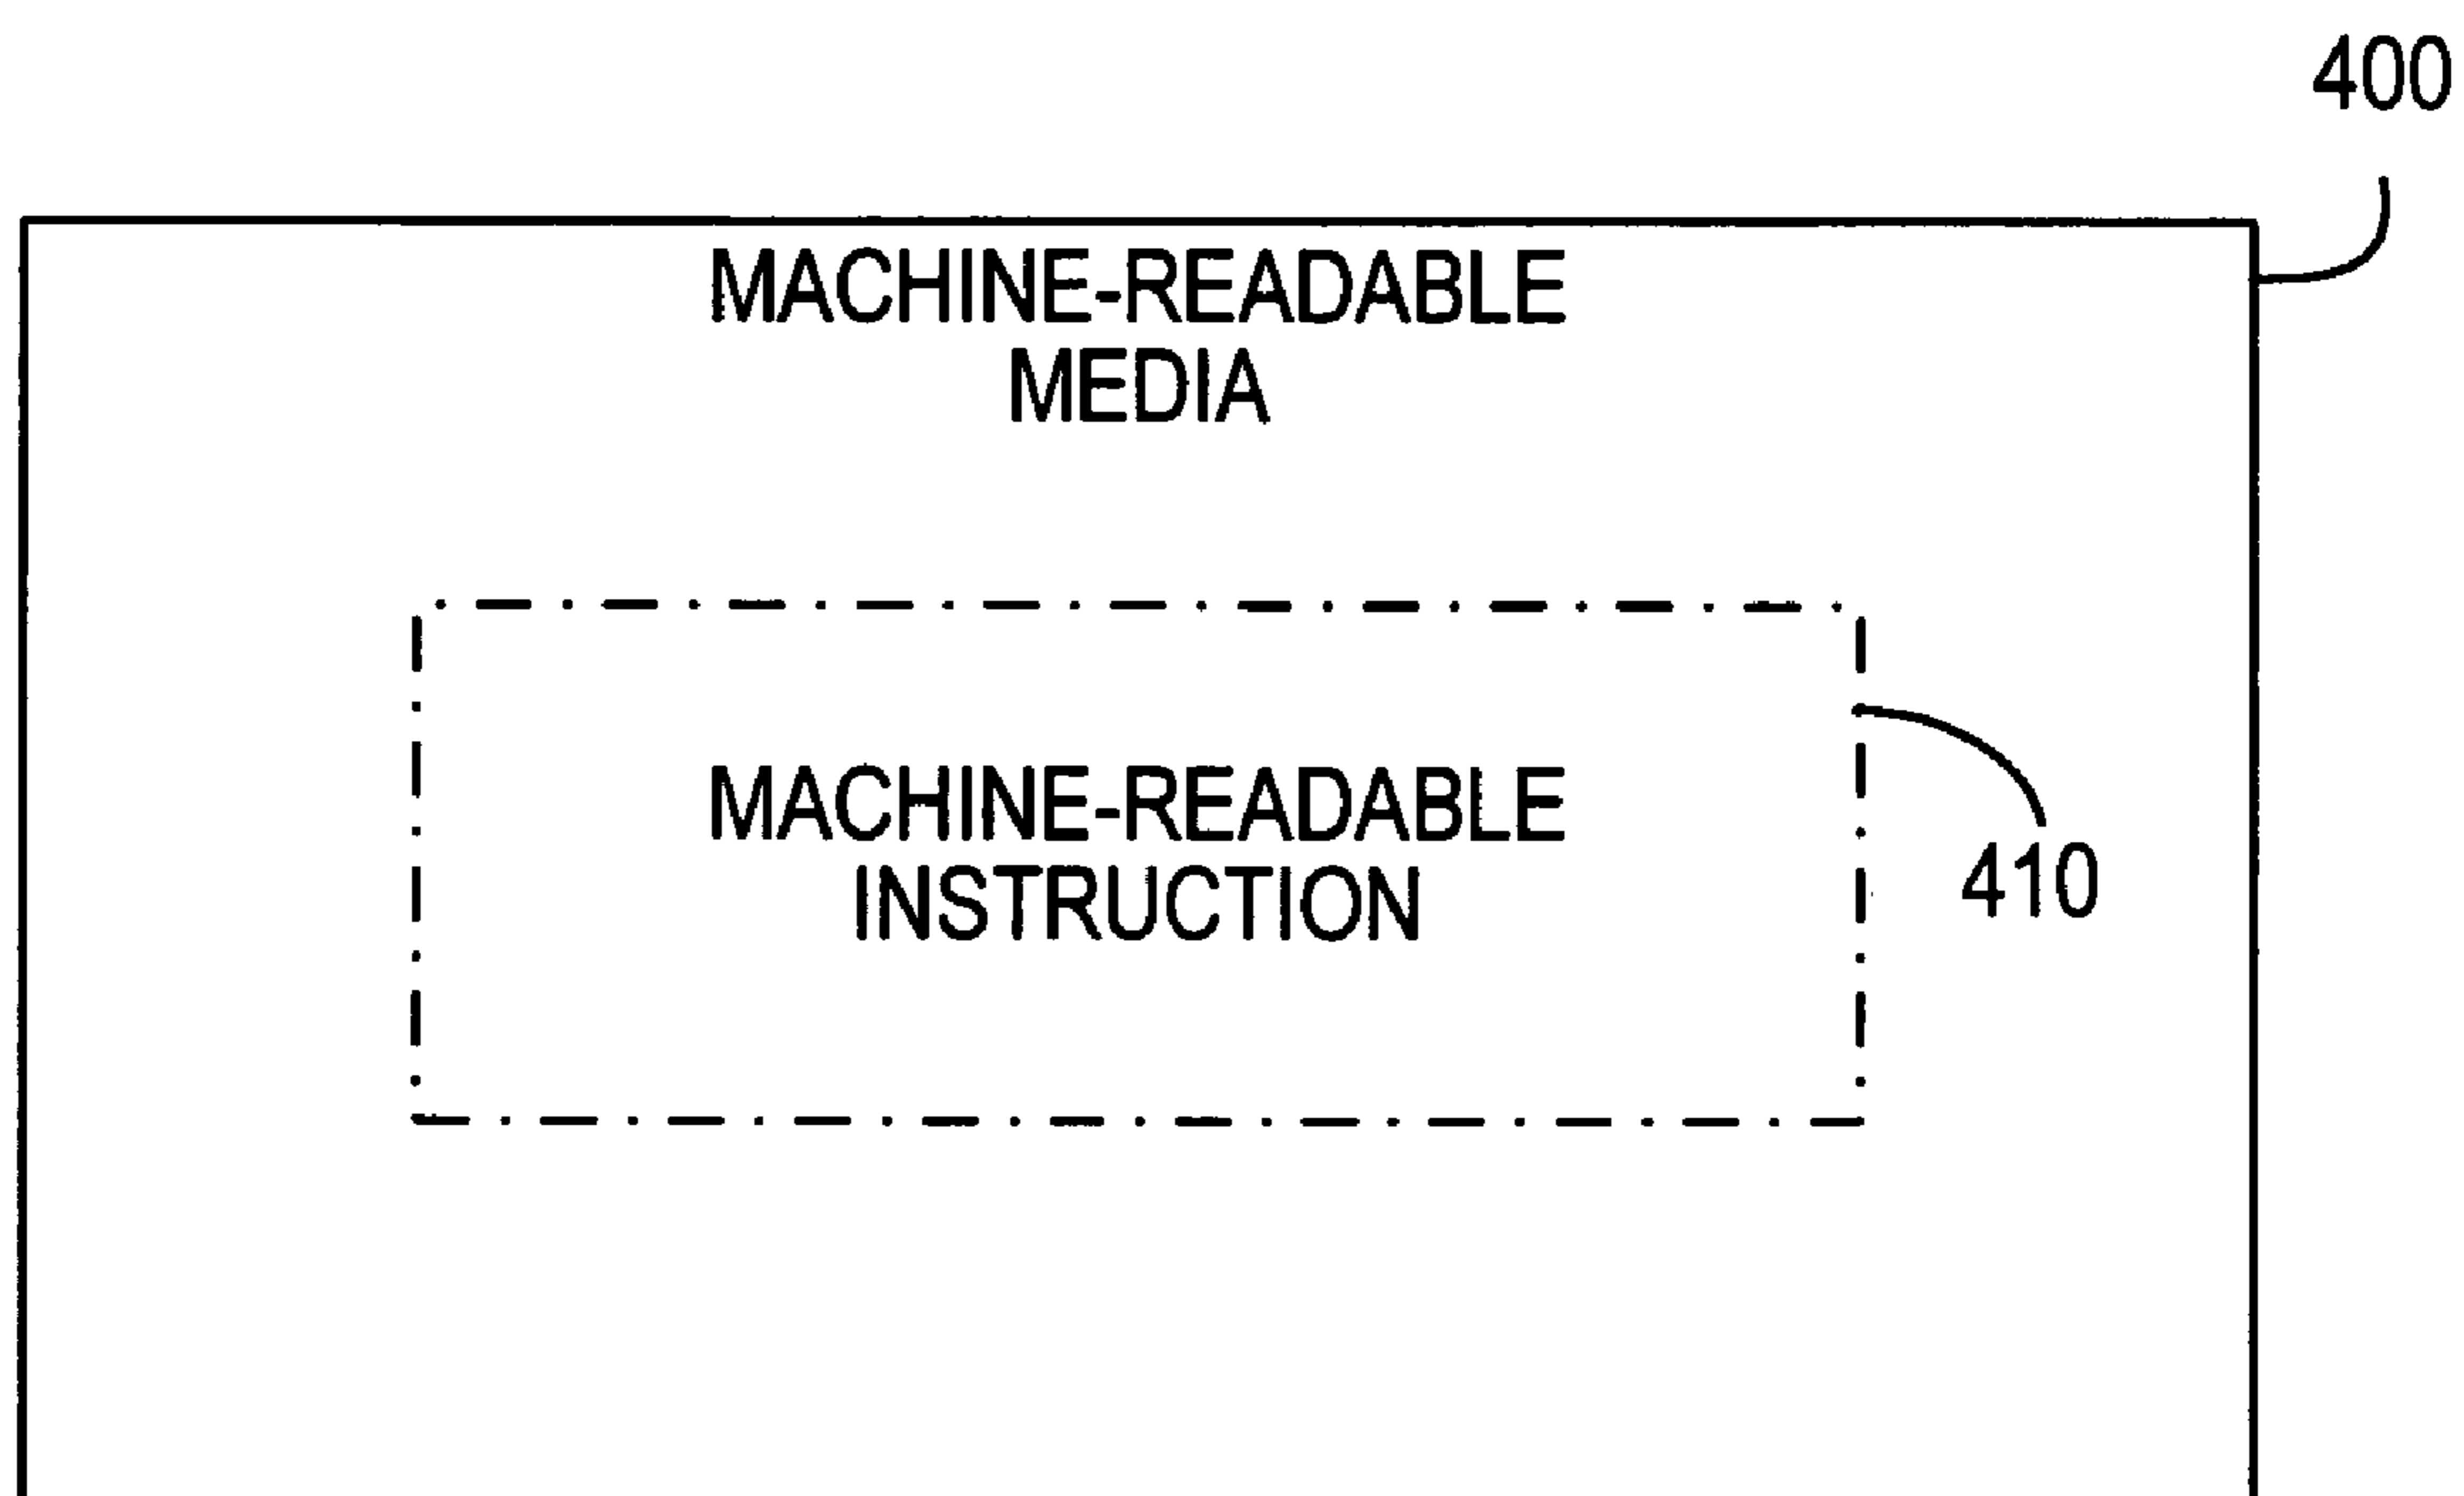 400
MACHINE-READABLE
MEDIA
MACHINE-READABLE
INSTRUCTION
410